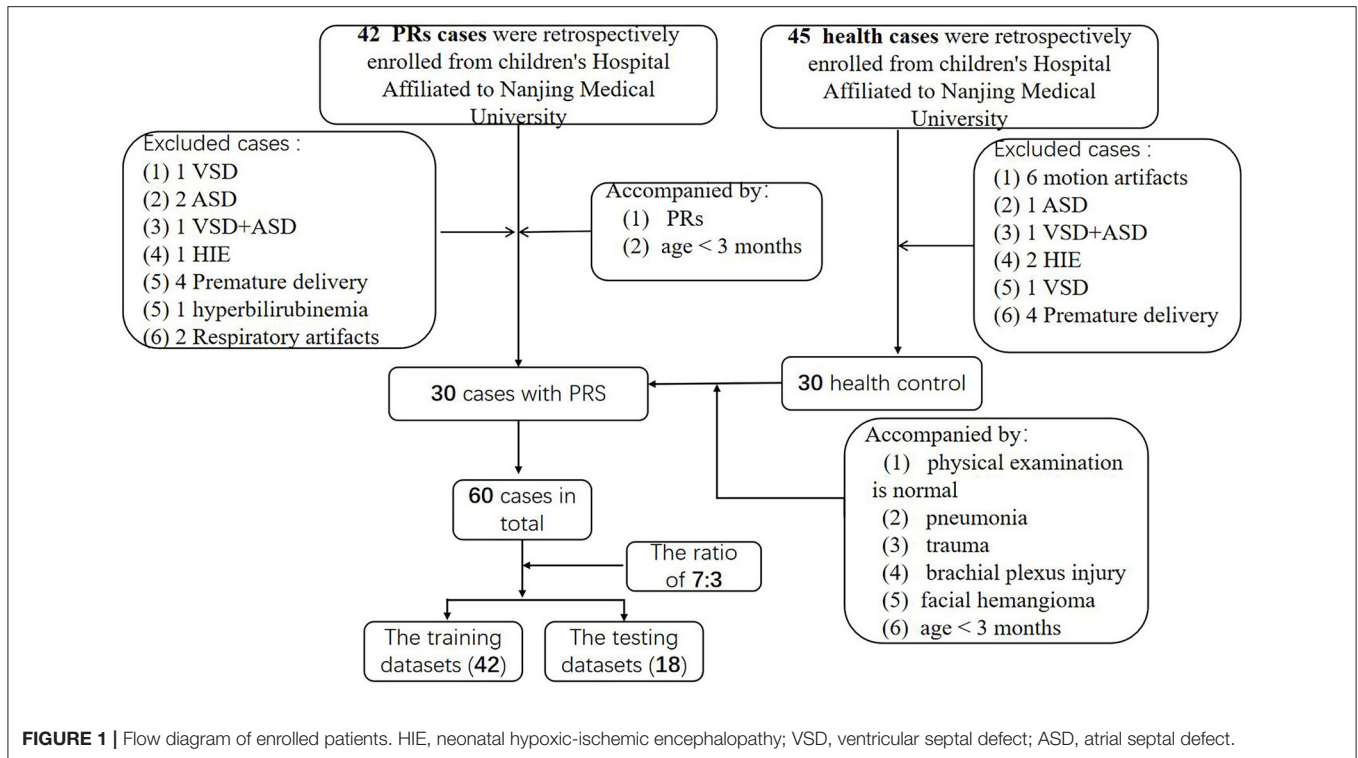 42 PRs cases were retrospectively
enrolled from children's Hospital
Affiliated to Nanjing Medical
University
45 health cases were retrospectively
enrolled from children's Hospital
Affiliated to Nanjing Medical
University
Excluded cases :
(1) 1 VSD
(2) 2 ASD
(3) 1 VSD+ASD
(4) 1 HIE
(5) 4 Premature delivery
(5) 1 hyperbilirubinemia
(6) 2 Respiratory artifacts
Accompanied by:
(1) PRs
(2) age < 3 months
Excluded cases :
(1) 6 motion artifacts
(2) 1 ASD
(3) 1 VSD+ASD
(4) 2 HIE
(5) 1 VSD
(6) 4 Premature delivery
30 cases with PRS
30 health control
Accompanied by:
(1) physical examination
is normal
(2) pneumonia
(3) trauma
(4) brachial plexus injury
(5) facial hemangioma
(6) age < 3 months
60 cases in
total
The ratio
of 7:3
The training
datasets (42)
The testing
datasets (18)
FIGURE 1 | Flow diagram of enrolled patients. HIE, neonatal hypoxic-ischemic encephalopathy; VSD, ventricular septal defect; ASD, atrial septal defect.